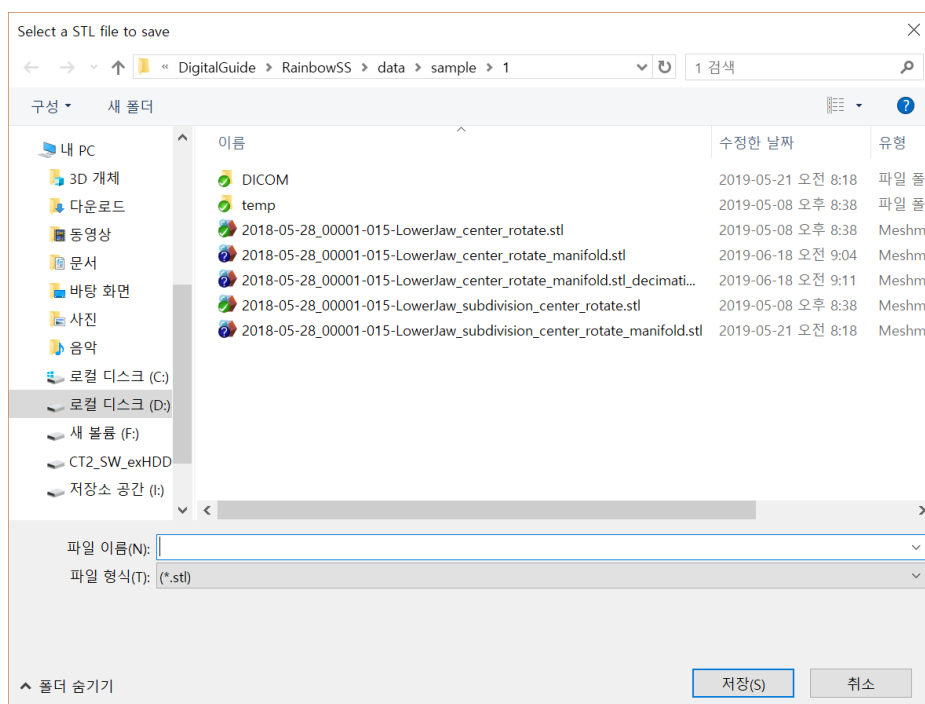 Select a STL file to save
« DigitalGuide > RainbowSS > data > sample > 1
1 검색
구성
새 폴더
이름
수정한 날짜
유형
내 PC
3D 개체
다운로드
동영상
문서
바탕 화면
사진
음악
로컬 디스크 (C:)
로컬 디스크 (D:)
새 볼륨 (F:)
CT2_SW_exHDD
저장소 공간 (I:)
DICOM 2019-05-21 오전 8:18 파일 폴
temp 2019-05-08 오후 8:38 파일 폴
2018-05-28_00001-015-LowerJaw_center_rotate.stl 2019-05-08 오후 8:38 Meshm
2018-05-28_00001-015-LowerJaw_center_rotate_manifold.stl 2019-06-18 오전 9:04 Meshm
2018-05-28_00001-015-LowerJaw_center_rotate_manifold.stl_decimati... 2019-06-18 오전 9:11 Meshm
2018-05-28_00001-015-LowerJaw_subdivision_center_rotate.stl 2019-05-08 오후 8:38 Meshm
2018-05-28_00001-015-LowerJaw_subdivision_center_rotate_manifold.stl 2019-05-21 오전 8:18 Meshm
파일 이름(N):
파일 형식(T): (*.stl)
폴더 숨기기
저장(S)
취소